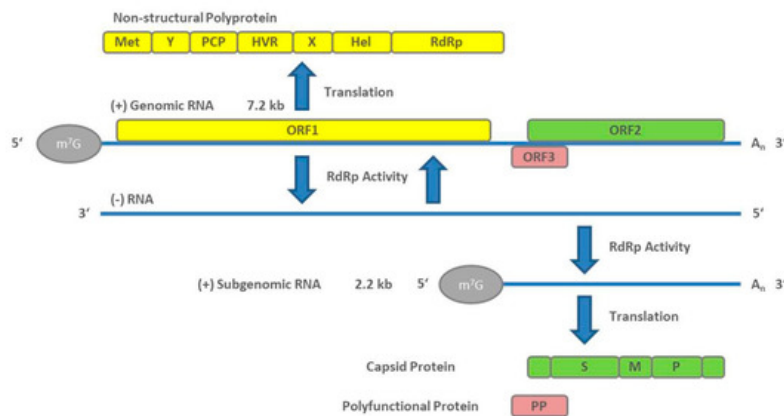 Non-structural Polyprotein
Met Y PCP HVR X Hel RdRp
Translation
(+) Genomic RNA 7.2 kb
ORF1 ORF2
5' m⁷G Aₙ 3'
ORF3
RdRp Activity
(-) RNA
3' 5'
RdRp Activity
(+) Subgenomic RNA 2.2 kb 5' m⁷G Aₙ 3'
Translation
Capsid Protein S M P
Polyfunctional Protein PP